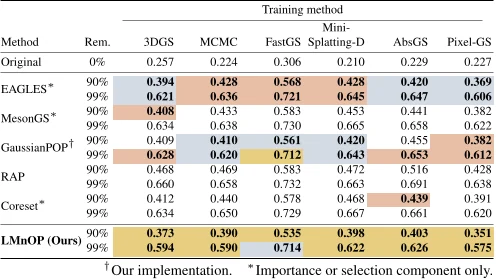 Training method
Mini-
Method Rem. 3DGS MCMC FastGS Splatting-D AbsGS Pixel-GS
Original 0% 0.257 0.224 0.306 0.210 0.229 0.227
EAGLES* 90% 0.394 0.428 0.568 0.428 0.420 0.369
99% 0.621 0.636 0.721 0.645 0.647 0.606
MesonGS* 90% 0.408 0.433 0.583 0.453 0.441 0.382
99% 0.634 0.638 0.730 0.665 0.658 0.622
GaussianPOP† 90% 0.409 0.410 0.561 0.420 0.455 0.382
99% 0.628 0.620 0.712 0.643 0.653 0.612
RAP 90% 0.468 0.469 0.583 0.472 0.516 0.428
99% 0.660 0.658 0.732 0.663 0.691 0.638
Coreset* 90% 0.412 0.440 0.578 0.468 0.439 0.391
99% 0.634 0.650 0.729 0.667 0.661 0.620
LMnOP (Ours) 90% 0.373 0.390 0.535 0.398 0.403 0.351
99% 0.594 0.590 0.714 0.622 0.626 0.575
†Our implementation. *Importance or selection component only.